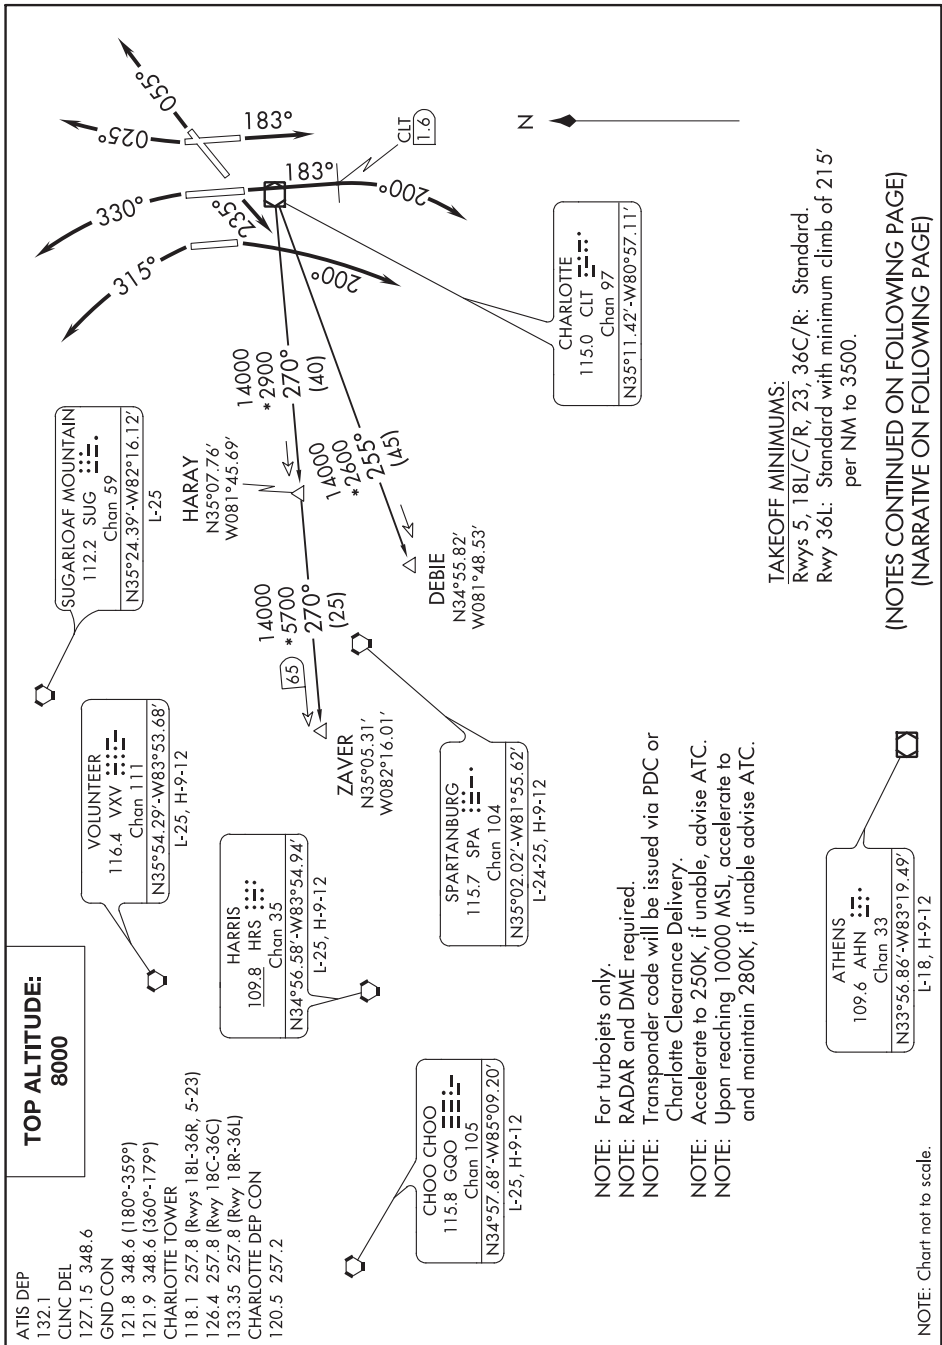 TOP ALTITUDE:
8000
ATIS DEP
132.1
CLNC DEL
127.15 348.6
GND CON
121.8 348.6 (180°-359°)
121.9 348.6 (360°-179°)
CHARLOTTE TOWER
118.1 257.8 (Rwys 18L-36R, 5-23)
126.4 257.8 (Rwy 18C-36C)
133.35 257.8 (Rwy 18R-36L)
CHARLOTTE DEP CON
120.5 257.2
VOLUNTEER
116.4 VXV
Chan 111
N35°54.29'-W83°53.68'
L-25, H-9-12
SUGARLOAF MOUNTAIN
112.2 SUG
Chan 59
N35°24.39'-W82°16.12'
L-25
HARRIS
109.8 HRS
Chan 35
N34°56.58'-W83°54.94'
L-25, H-9-12
CHOO CHOO
115.8 GQO
Chan 105
N34°57.68'-W85°09.20'
L-25, H-9-12
SPARTANBURG
115.7 SPA
Chan 104
N35°02.02'-W81°55.62'
L-24-25, H-9-12
ATHENS
109.6 AHN
Chan 33
N33°56.86'-W83°19.49'
L-18, H-9-12
CHARLOTTE
115.0 CLT
Chan 97
N35°11.42'-W80°57.11'
ZAVER
N35°05.31'
W082°16.01'
65
14000
*5700
270°
(25)
HARAY
N35°07.76'
W081°45.69'
14000
*2900
270°
(40)
DEBIE
N34°55.82'
W081°48.53'
14000
*2600
255°
(45)
315°
330°
025°
055°
235°
183°
183°
200°
200°
CLT
1.6
N
NOTE: For turbojets only.
NOTE: RADAR and DME required.
NOTE: Transponder code will be issued via PDC or
Charlotte Clearance Delivery.
NOTE: Accelerate to 250K, if unable, advise ATC.
NOTE: Upon reaching 10000 MSL, accelerate to
and maintain 280K, if unable advise ATC.
TAKEOFF MINIMUMS:
Rwys 5, 18L/C/R, 23, 36C/R: Standard.
Rwy 36L: Standard with minimum climb of 215'
per NM to 3500.
(NOTES CONTINUED ON FOLLOWING PAGE)
(NARRATIVE ON FOLLOWING PAGE)
NOTE: Chart not to scale.